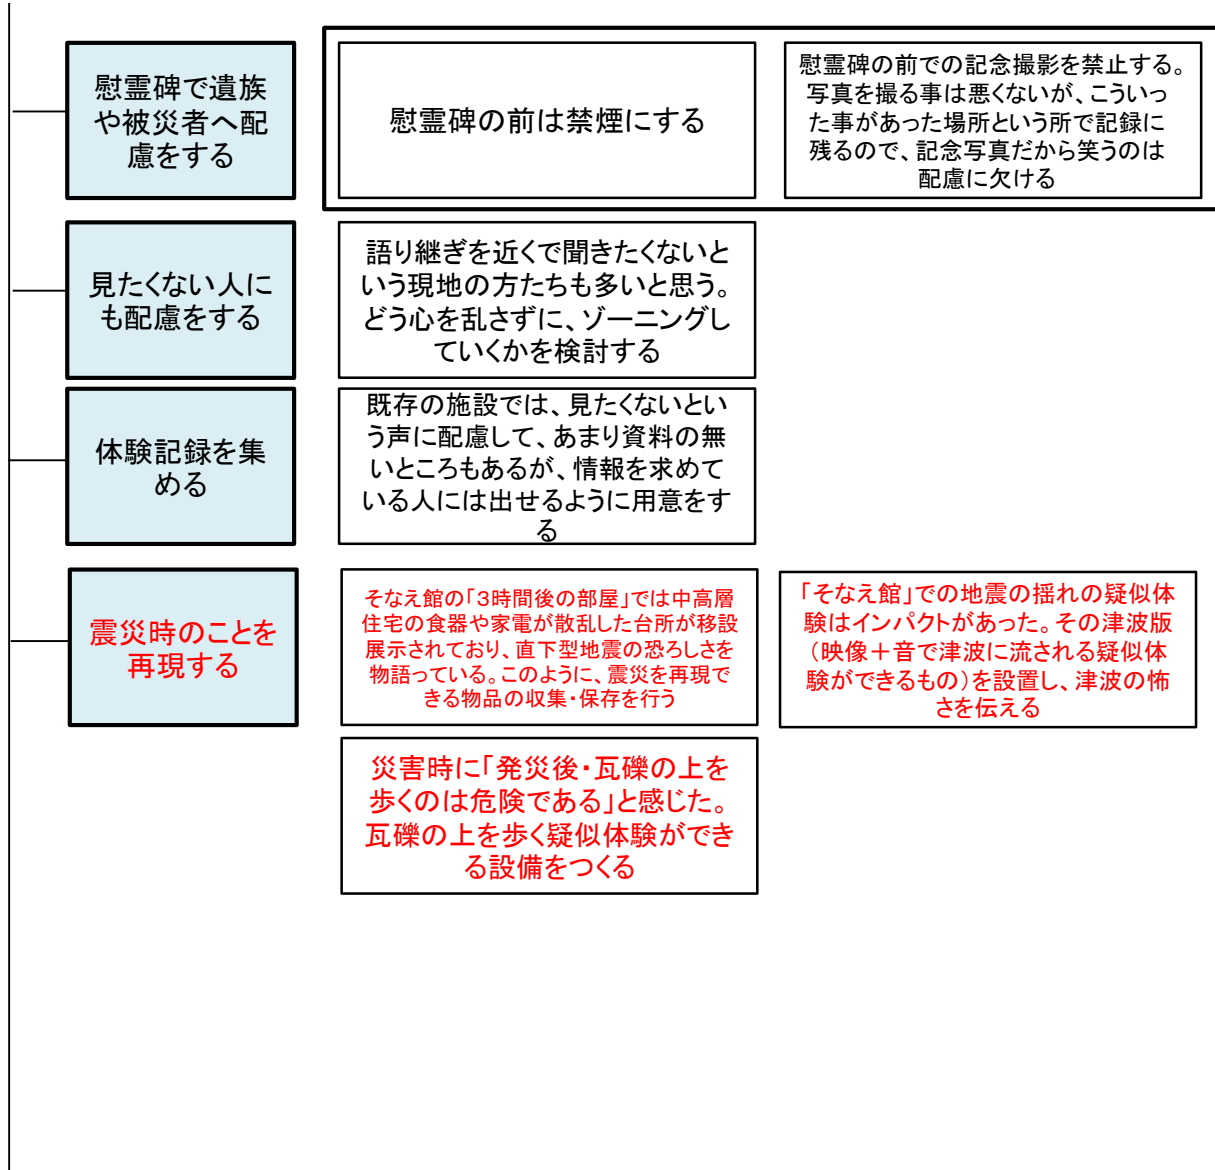 慰霊碑で遺族
や被災者へ配
慮をする
慰霊碑の前は禁煙にする
慰霊碑の前での記念撮影を禁止する。
写真を撮る事は悪くないが、こういっ
た事があった場所という所で記録に
残るので、記念写真だから笑うのは
配慮に欠ける
見たくない人に
も配慮をする
語り継ぎを近くで聞きたくないと
いう現地の方たちも多いと思う。
どう心を乱さずに、ゾーニングし
ていくかを検討する
体験記録を集
める
既存の施設では、見たくないとい
う声に配慮して、あまり資料の無
いところもあるが、情報を求めて
いる人には出せるように用意をす
る
震災時のことを
再現する
そなえ館の「3時間後の部屋」では中高層
住宅の食器や家電が散乱した台所が移設
展示されており、直下型地震の恐ろしさを
物語っている。このように、震災を再現で
きる物品の収集・保存を行う
「そなえ館」での地震の揺れの疑似体
験はインパクトがあった。その津波版
（映像＋音で津波に流される疑似体
験ができるもの）を設置し、津波の怖
さを伝える
災害時に「発災後・瓦礫の上を
歩くのは危険である」と感じた。
瓦礫の上を歩く疑似体験ができ
る設備をつくる